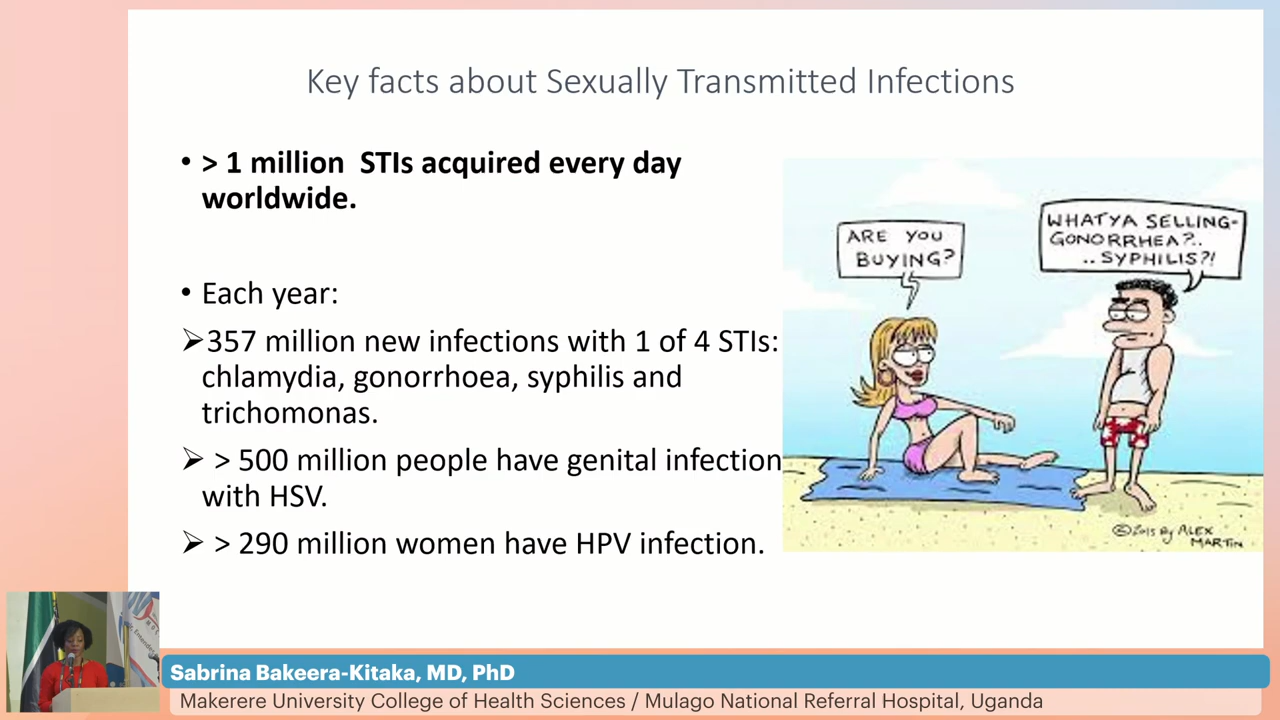 Key facts about Sexually Transmitted Infections
• > 1 million STIs acquired every day
worldwide.
• Each year:
➢357 million new infections with 1 of 4 STIs:
chlamydia, gonorrhoea, syphilis and
trichomonas.
➢ > 500 million people have genital infection
with HSV.
➢ > 290 million women have HPV infection.
ARE YOU
BUYING?
WHATYA SELLING-
GONORRHEA?..
..SYPHILIS?!
©2015 By ALEX
MARTIN
Sabrina Bakeera-Kitaka, MD, PhD
Makerere University College of Health Sciences / Mulago National Referral Hospital, Uganda